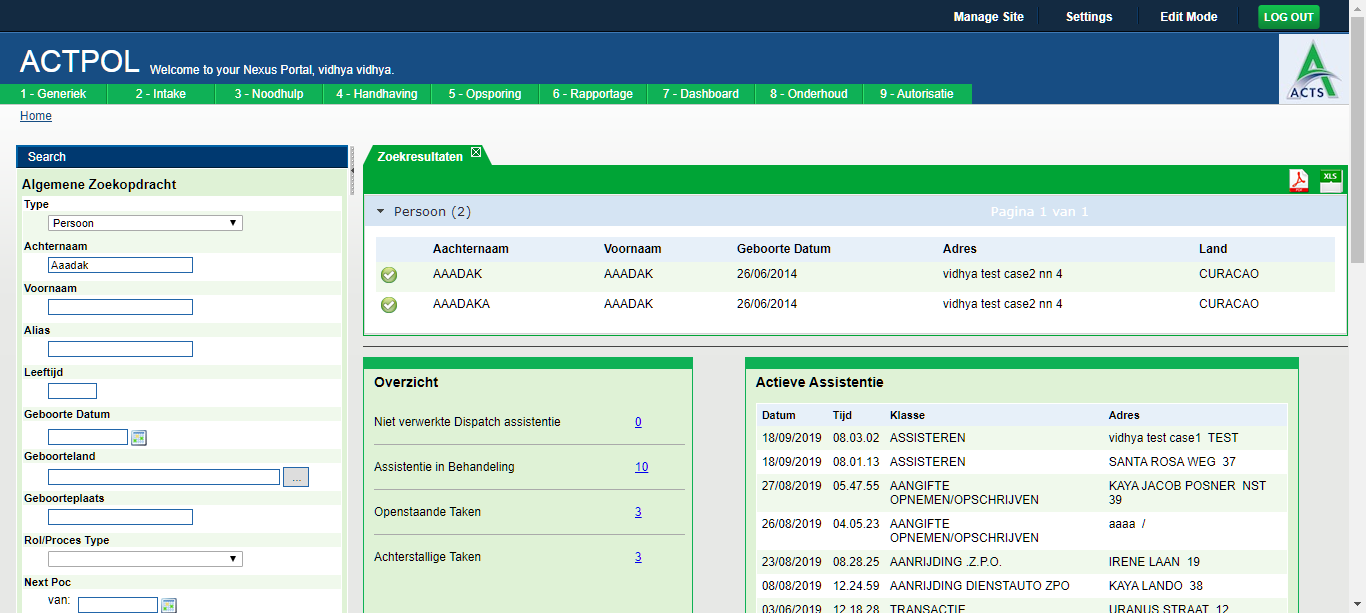 Manage Site Settings Edit Mode LOG OUT
ACTPOL Welcome to your Nexus Portal, vidhya vidhya.
ACTS
1 - Generiek 2 - Intake 3 - Noodhulp 4 - Handhaving 5 - Opsporing 6 - Rapportage 7 - Dashboard 8 - Onderhoud 9 - Autorisatie
Home
Search
Algemene Zoekopdracht
Type
Persoon
Achternaam
Aaadak
Voornaam
Alias
Leeftijd
Geboorte Datum
Geboorteland
...
Geboorteplaats
Rol/Proces Type
Next Poc
van:
Zoekresultaten
XLS
Persoon (2) Pagina 1 van 1
Aachternaam Voornaam Geboorte Datum Adres Land
AAADAK AAADAK 26/06/2014 vidhya test case2 nn 4 CURACAO
AAADAKA AAADAK 26/06/2014 vidhya test case2 nn 4 CURACAO
Overzicht
Niet verwerkte Dispatch assistentie 0
Assistentie in Behandeling 10
Openstaande Taken 3
Achterstallige Taken 3
Actieve Assistentie
Datum Tijd Klasse Adres
18/09/2019 08.03.02 ASSISTEREN vidhya test case1 TEST
18/09/2019 08.01.13 ASSISTEREN SANTA ROSA WEG 37
27/08/2019 05.47.55 AANGIFTE KAYA JACOB POSNER NST
OPNEMEN/OPSCHRIJVEN 39
26/08/2019 04.05.23 AANGIFTE aaaa /
OPNEMEN/OPSCHRIJVEN
23/08/2019 08.28.25 AANRIJDING .Z.P.O. IRENE LAAN 19
08/08/2019 12.24.59 AANRIJDING DIENSTAUTO ZPO KAYA LANDO 38
03/06/2019 12.18.28 TRANSACTIE URANUS STRAAT 12